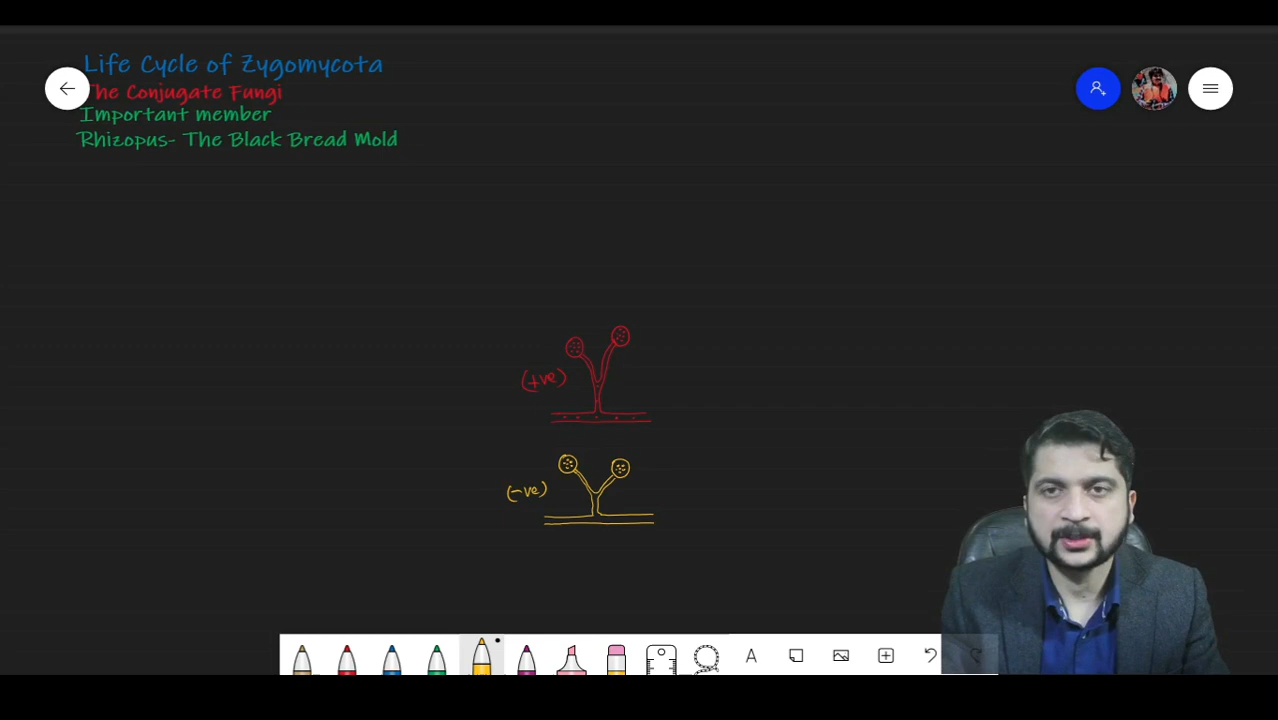 Life Cycle of Zygomycota
The Conjugate Fungi
Important member
Rhizopus- The Black Bread Mold
(+ve)
(-ve)
A